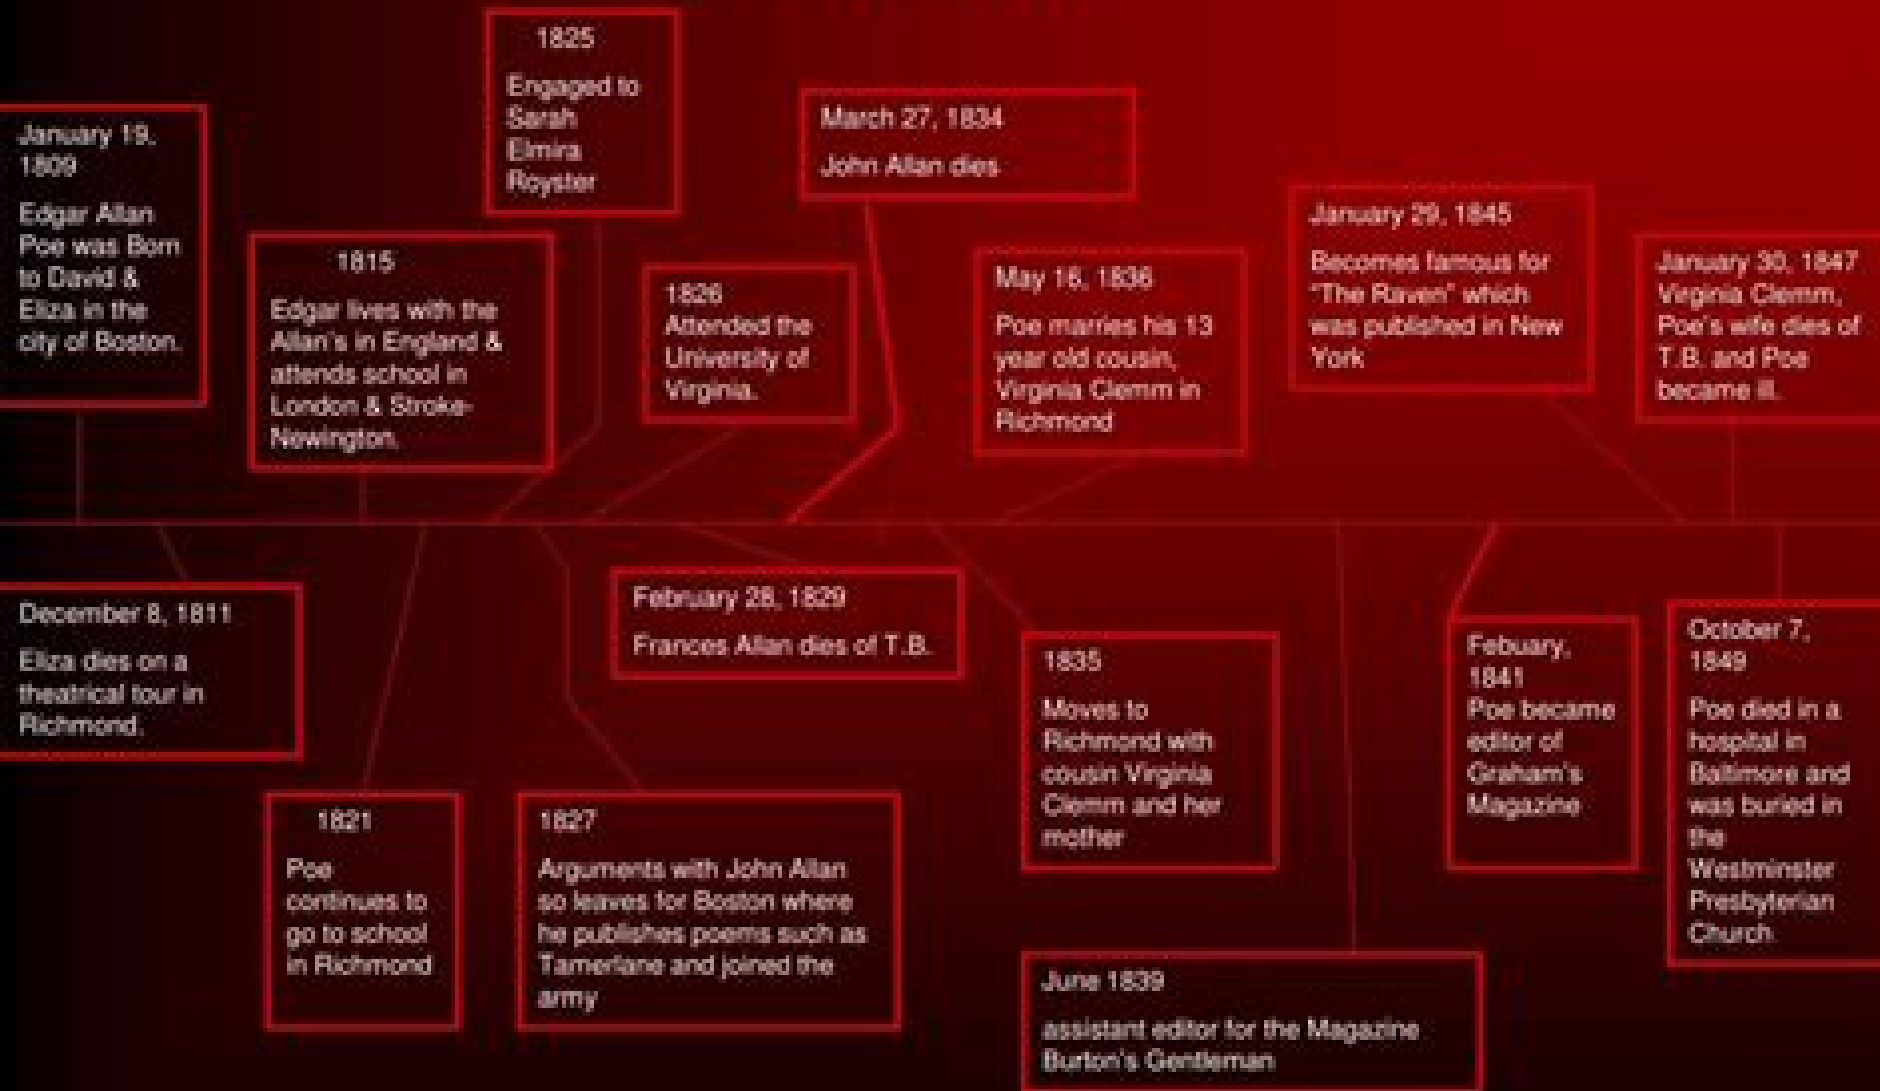 1825
Engaged to
Sarah
Elmira
Royster
January 19,
1809
Edgar Allan
Poe was Born
to David &
Eliza in the
city of Boston.
1815
Edgar lives with the
Allan's in England &
attends school in
London & Stroke-
Newington.
1826
Attended the
University of
Virginia.
March 27, 1834
John Allan dies
May 16, 1836
Poe marries his 13
year old cousin,
Virginia Clemm in
Richmond
January 29, 1845
Becomes famous for
"The Raven" which
was published in New
York
January 30, 1847
Virginia Clemm,
Poe's wife dies of
T.B. and Poe
became ill.
December 8, 1811
Eliza dies on a
theatrical tour in
Richmond.
1821
Poe
continues to
go to school
in Richmond
1827
Arguments with John Allan
so leaves for Boston where
he publishes poems such as
Tamerlane and joined the
army
February 28, 1829
Frances Allan dies of T.B.
1835
Moves to
Richmond with
cousin Virginia
Clemm and her
mother
June 1839
assistant editor for the Magazine
Burton's Gentleman
Febuary,
1841
Poe became
editor of
Graham's
Magazine
October 7,
1849
Poe died in a
hospital in
Baltimore and
was buried in
the
Westminster
Presbyterian
Church